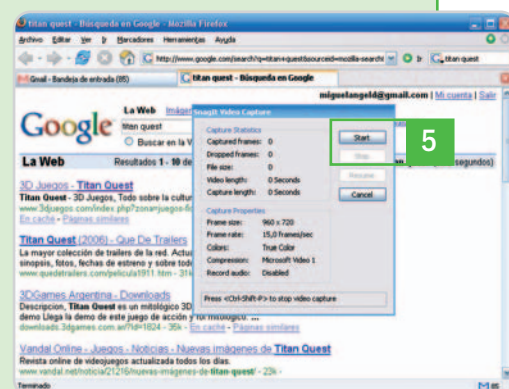 titan quest - Búsqueda en Google - Mozilla Firefox
Archivo Editar Ver Ir Marcadores Herramientas Ayuda
http://www.google.com/search?q=titan+quest&sourceid=mozilla-search
Ir
titan quest
Gmail - Bandeja de entrada (85)
titan quest - Búsqueda en Google
miguelangeld@gmail.com | Mi cuenta | Salir
Google
La Web
titan quest
Buscar en la
La Web
Resultados 1 - 10 de
segundos)
3D Juegos - Titan Quest
Titan Quest - 3D Juegos, Todo sobre la cultur
www.3djuegos.com/index.php?zona=juegos-fic
En caché - Páginas similares
Titan Quest (2006) - Que De Trailers
La mayor colección de trailers de la red. Actu
sinopsis, fotos, fechas de estreno y sobre tod
www.quedetrailers.com/pelicula1911.htm - 31k
3DGames Argentina - Downloads
Descripcion, Titan Quest es un mitológico 3D
demo Llega la demo de este juego de acción y rol mitológico. ...
downloads.3dgames.com.ar/?id=1624 - 35k - En caché - Páginas similares
Vandal Online - Juegos - Noticias - Nuevas imágenes de Titan Quest
Revista online de videojuegos actualizada todos los días.
www.vandal.net/noticia/21216/nuevas-imagenes-de-titan-quest/ - 22k -
Terminado
SnagIt Video Capture
Capture Statistics
Captured frames: 0
Dropped frames: 0
File size: 0
Video length: 0 Seconds
Capture length: 0 Seconds
Capture Properties
Frame size: 960 x 720
Frame rate: 15,0 frames/sec
Colors: True Color
Compression: Microsoft Video 1
Record audio: Disabled
Press <Ctrl-Shift-P> to stop video capture
Start
Stop
Resume
Cancel
5